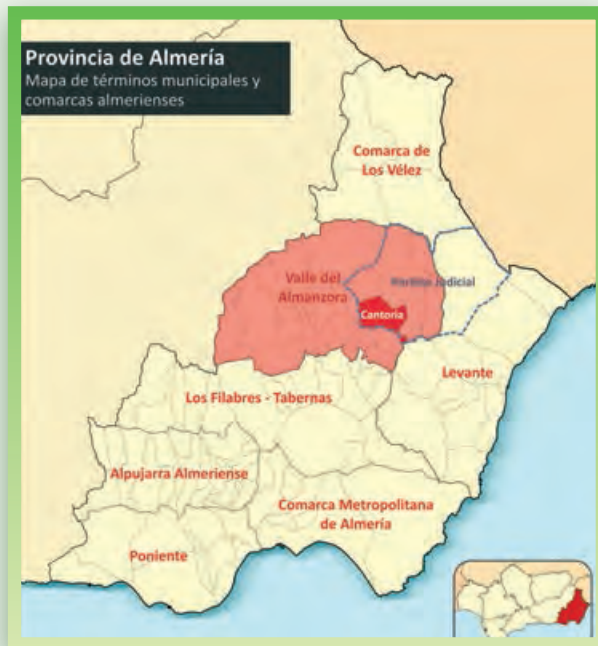 Provincia de Almería
Mapa de términos municipales y
comarcas almerienses
Comarca de
Los Vélez
Valle del
Almanzora
Partido Judicial
Cantoria
Levante
Los Filabres - Tabernas
Alpujarra Almeriense
Comarca Metropolitana
de Almería
Poniente